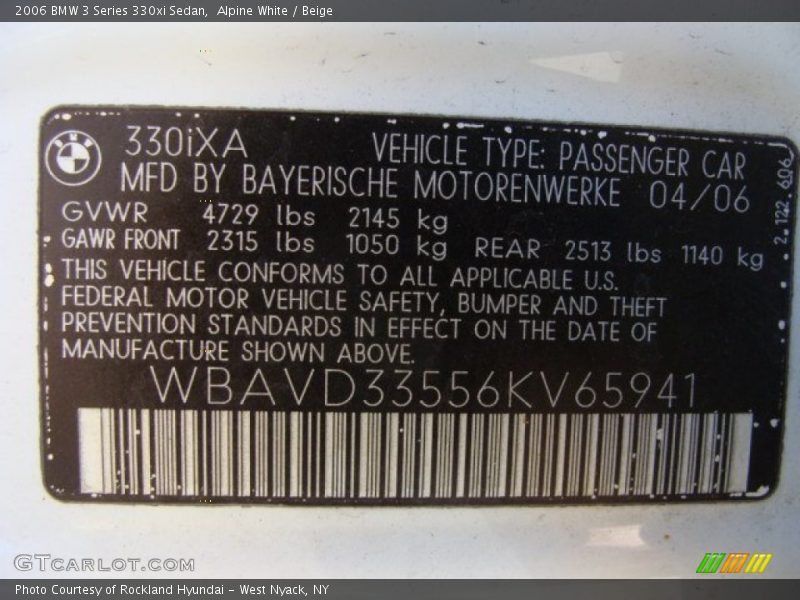 2006 BMW 3 Series 330xi Sedan,  Alpine White / Beige
330iXA VEHICLE TYPE: PASSENGER CAR
MFD BY BAYERISCHE MOTORENWERKE 04/06
GVWR 4729 lbs 2145 kg
GAWR FRONT 2315 lbs 1050 kg REAR 2513 lbs 1140 kg
THIS VEHICLE CONFORMS TO ALL APPLICABLE U.S.
FEDERAL MOTOR VEHICLE SAFETY, BUMPER AND THEFT
PREVENTION STANDARDS IN EFFECT ON THE DATE OF
MANUFACTURE SHOWN ABOVE.
WBAVD33556KV65941
2.122 606
GTCARLOT.COM
Photo Courtesy of Rockland Hyundai - West Nyack, NY